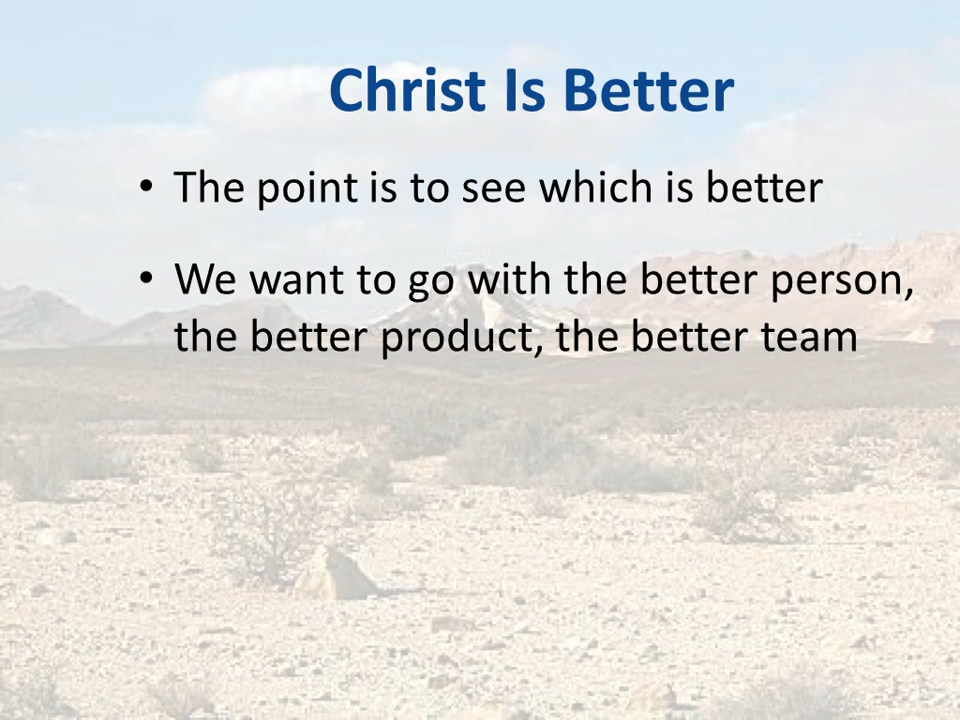 Christ Is Better
• The point is to see which is better
• We want to go with the better person,
the better product, the better team